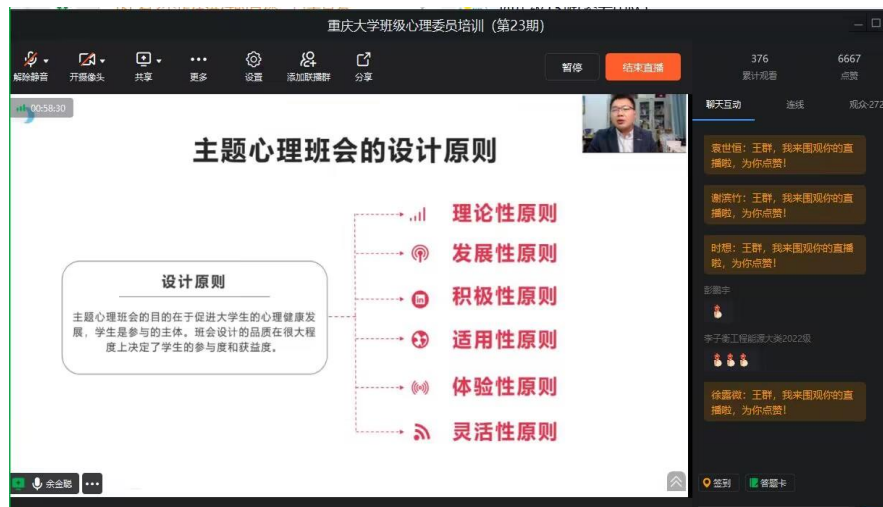 重庆大学班级心理委员培训（第23期）
解除静音 开摄像头 共享 更多 设置 添加联播群 分享
暂停 结束直播
376 6667
累计观看 点赞
00:58:30
聊天互动 连线 观众·272
主题心理班会的设计原则
设计原则
主题心理班会的目的在于促进大学生的心理健康发
展，学生是参与的主体。班会设计的品质在很大程
度上决定了学生的参与度和获益度。
理论性原则
发展性原则
积极性原则
适用性原则
体验性原则
灵活性原则
袁世恒：王群，我来围观你的直
播啦，为你点赞！
谢滨竹：王群，我来围观你的直
播啦，为你点赞！
时想：王群，我来围观你的直播
啦，为你点赞！
彭鹏宇
李子衡工程能源大类2022级
徐露微：王群，我来围观你的直
播啦，为你点赞！
余金聪
签到 答题卡